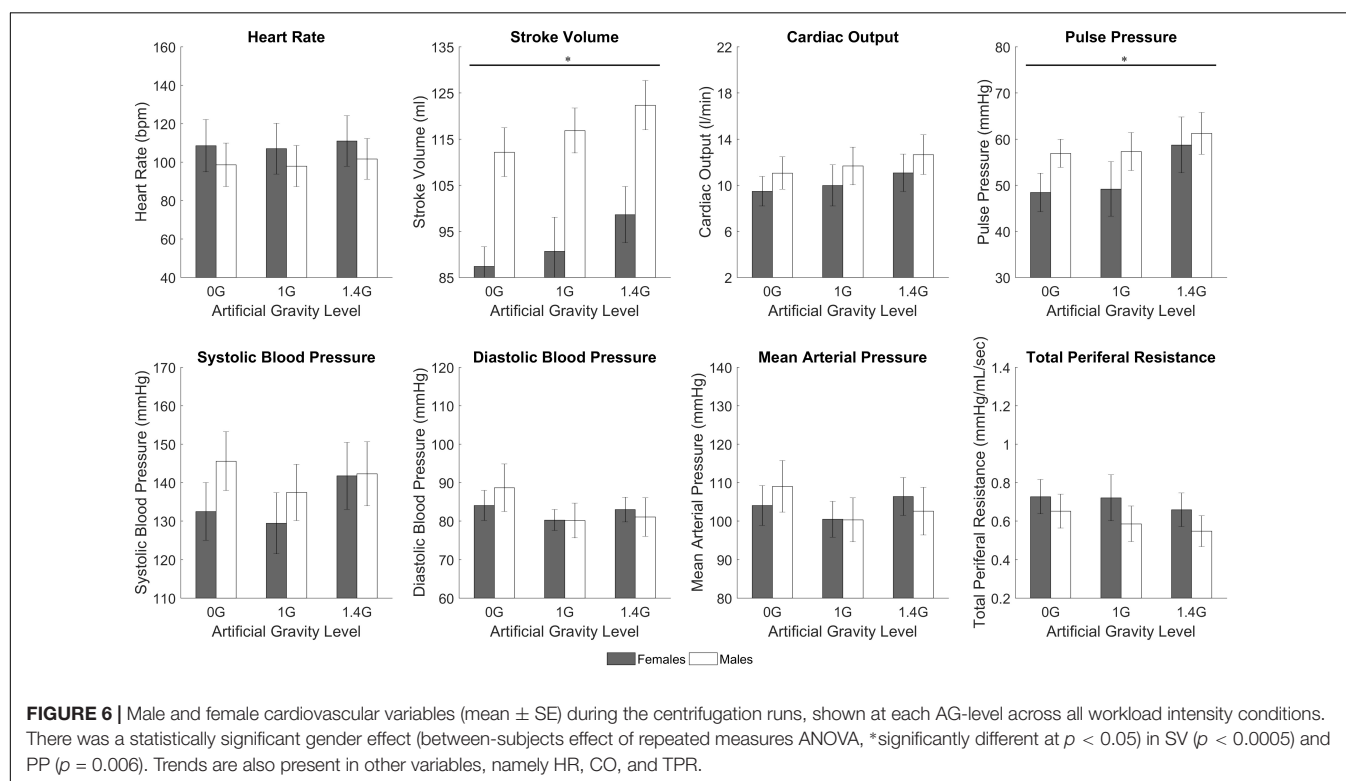 Heart Rate
160
140
120
100
80
60
40
Heart Rate (bpm)
0G 1G 1.4G
Artificial Gravity Level
Stroke Volume
*
135
125
115
105
95
85
Stroke Volume (ml)
0G 1G 1.4G
Artificial Gravity Level
Cardiac Output
22
18
14
10
6
2
Cardiac Output (l/min)
0G 1G 1.4G
Artificial Gravity Level
Pulse Pressure
*
80
70
60
50
40
30
Pulse Pressure (mmHg)
0G 1G 1.4G
Artificial Gravity Level
Systolic Blood Pressure
170
160
150
140
130
120
110
Systolic Blood Pressure (mmHg)
0G 1G 1.4G
Artificial Gravity Level
Diastolic Blood Pressure
120
110
100
90
80
70
60
Diastolic Blood Pressure (mmHg)
0G 1G 1.4G
Artificial Gravity Level
Mean Arterial Pressure
140
130
120
110
100
90
80
Mean Arterial Pressure (mmHg)
0G 1G 1.4G
Artificial Gravity Level
Total Periferal Resistance
1.4
1.2
1
0.8
0.6
0.4
0.2
Total Periferal Resistance (mmHg/mL/sec)
0G 1G 1.4G
Artificial Gravity Level
Females Males
FIGURE 6 | Male and female cardiovascular variables (mean ± SE) during the centrifugation runs, shown at each AG-level across all workload intensity conditions.
There was a statistically significant gender effect (between-subjects effect of repeated measures ANOVA, *significantly different at p < 0.05) in SV (p < 0.0005) and
PP (p = 0.006). Trends are also present in other variables, namely HR, CO, and TPR.